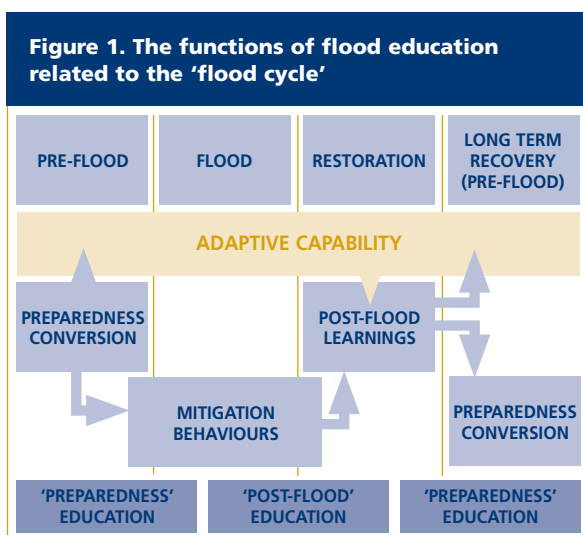 Figure 1. The functions of flood education
related to the ‘flood cycle’
PRE-FLOOD
FLOOD
RESTORATION
LONG TERM
RECOVERY
(PRE-FLOOD)
ADAPTIVE CAPABILITY
PREPAREDNESS
CONVERSION
POST-FLOOD
LEARNINGS
MITIGATION
BEHAVIOURS
PREPAREDNESS
CONVERSION
‘PREPAREDNESS’
EDUCATION
‘POST-FLOOD’
EDUCATION
‘PREPAREDNESS’
EDUCATION